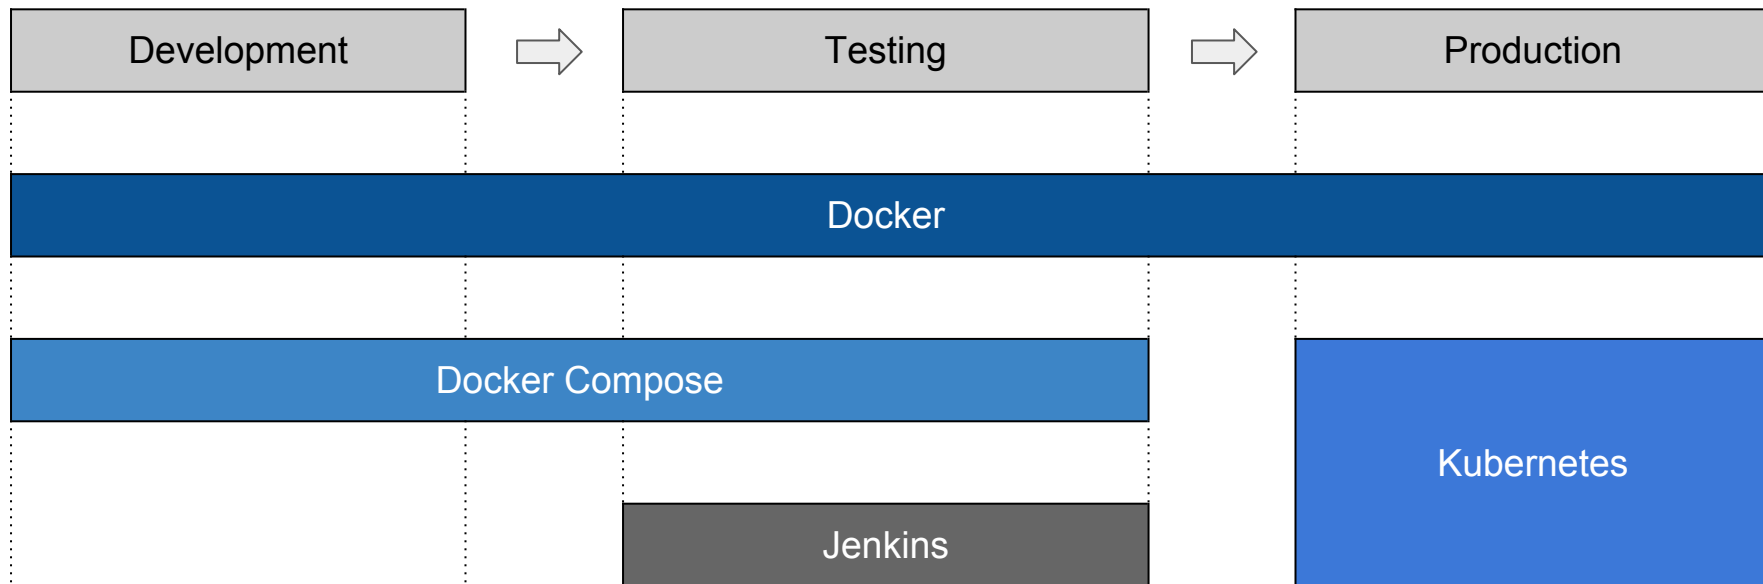 Development
Testing
Production
Docker
Docker Compose
Kubernetes
Jenkins